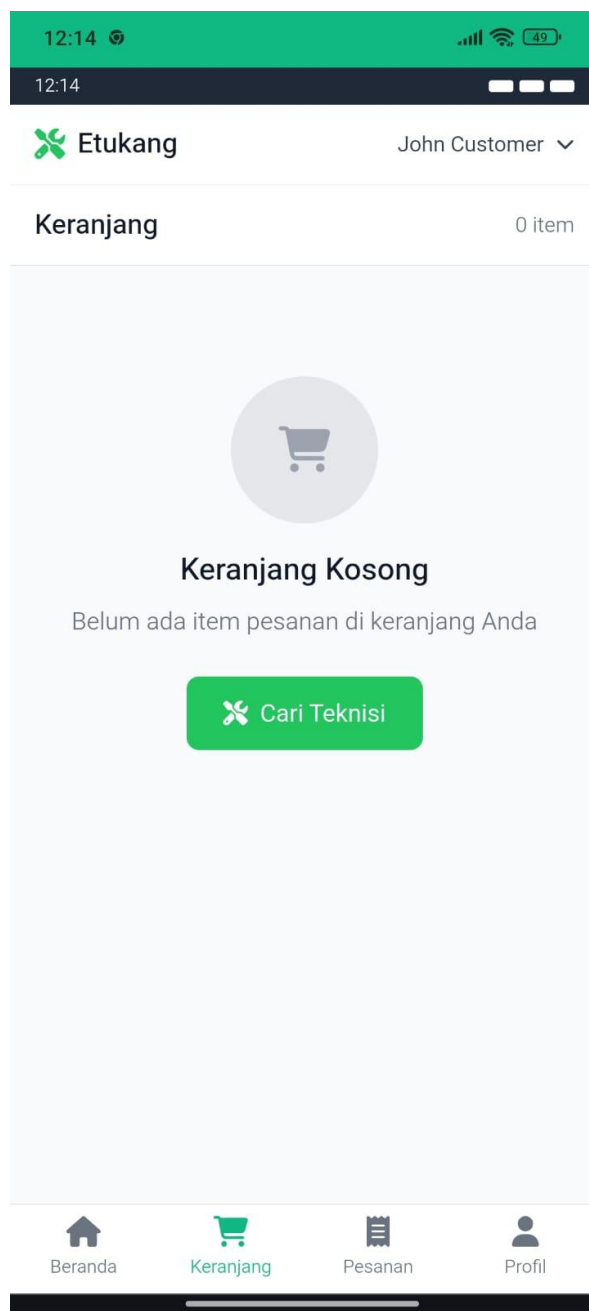 12:14
49
12:14
Etukang
John Customer
Keranjang
0 item
Keranjang Kosong
Belum ada item pesanan di keranjang Anda
Cari Teknisi
Beranda
Keranjang
Pesanan
Profil